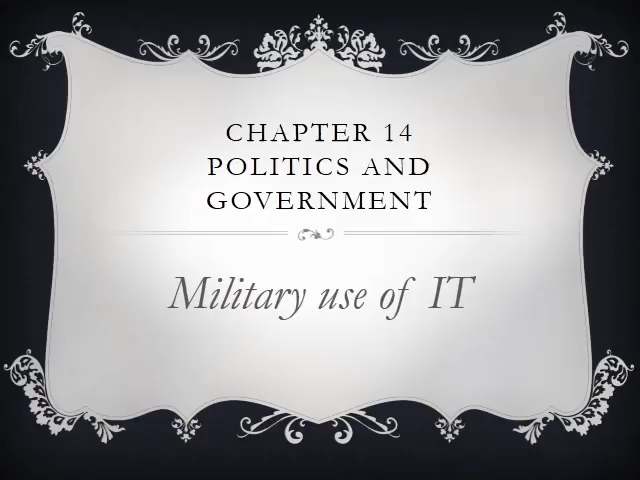 CHAPTER 14
POLITICS AND
GOVERNMENT
Military use of IT